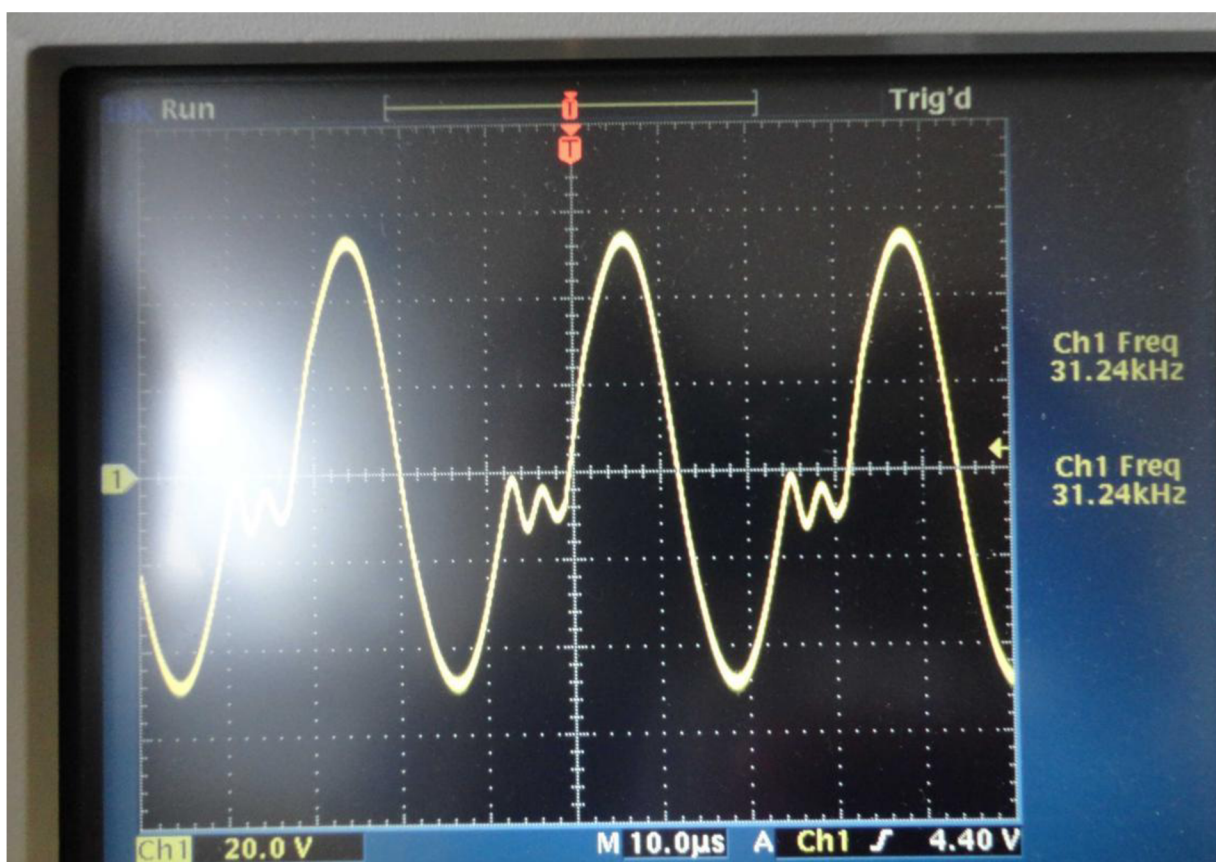 Tek Run
Trig'd
T
T
1
Ch1 Freq
31.24kHz
Ch1 Freq
31.24kHz
Ch1 20.0 V M 10.0µs A Ch1 4.40 V